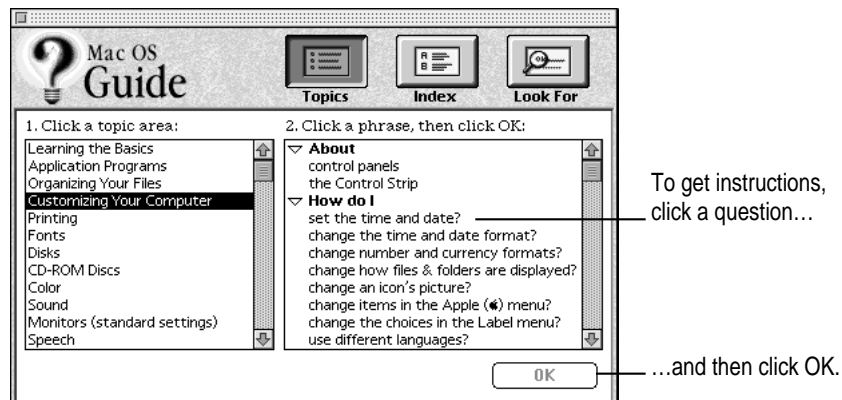 Mac OS
Guide
Topics
Index
Look For
1. Click a topic area:
Learning the Basics
Application Programs
Organizing Your Files
Customizing Your Computer
Printing
Fonts
Disks
CD-ROM Discs
Color
Sound
Monitors (standard settings)
Speech
2. Click a phrase, then click OK:
About
control panels
the Control Strip
How do I
set the time and date?
change the time and date format?
change number and currency formats?
change how files & folders are displayed?
change an icon's picture?
change items in the Apple () menu?
change the choices in the Label menu?
use different languages?
OK
To get instructions,
click a question…
…and then click OK.